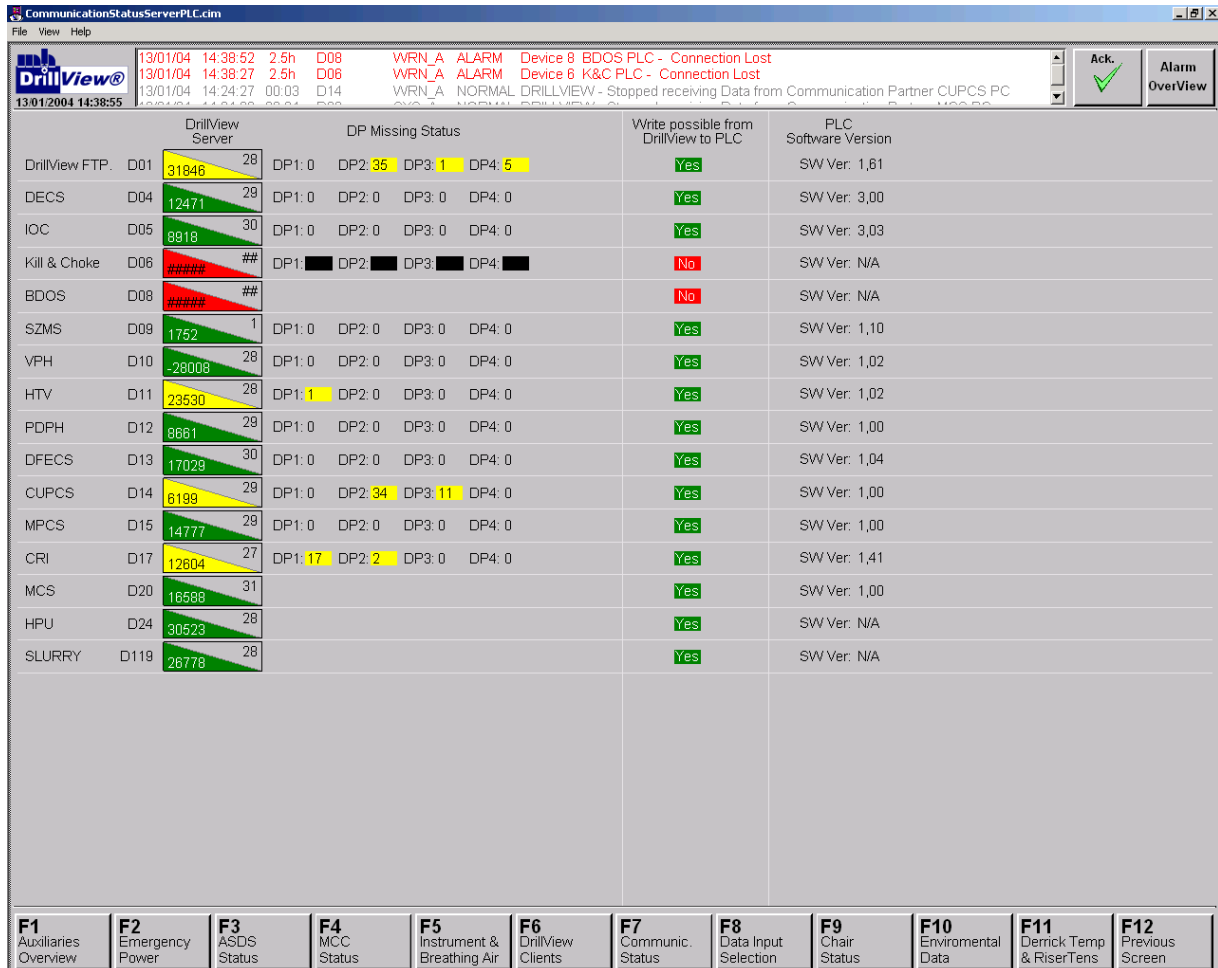 CommunicationStatusServerPLC.cim
File View Help
mh DrillView®
13/01/2004 14:38:55
13/01/04 14:38:52 2.5h D08 WRN_A ALARM Device 8 BDOS PLC - Connection Lost
13/01/04 14:38:27 2.5h D06 WRN_A ALARM Device 6 K&C PLC - Connection Lost
13/01/04 14:24:27 00:03 D14 WRN_A NORMAL DRILLVIEW - Stopped receiving Data from Communication Partner CUPCS PC
Ack.
Alarm OverView
DrillView Server
DP Missing Status
Write possible from DrillView to PLC
PLC Software Version
DrillView FTP. D01 31846 28 DP1: 0 DP2: 35 DP3: 1 DP4: 5 Yes SW Ver: 1,61
DECS D04 12471 29 DP1: 0 DP2: 0 DP3: 0 DP4: 0 Yes SW Ver: 3,00
IOC D05 8918 30 DP1: 0 DP2: 0 DP3: 0 DP4: 0 Yes SW Ver: 3,03
Kill & Choke D06 ##### ## DP1: DP2: DP3: DP4: No SW Ver: N/A
BDOS D08 ##### ## No SW Ver: N/A
SZMS D09 1752 1 DP1: 0 DP2: 0 DP3: 0 DP4: 0 Yes SW Ver: 1,10
VPH D10 -28008 28 DP1: 0 DP2: 0 DP3: 0 DP4: 0 Yes SW Ver: 1,02
HTV D11 23530 28 DP1: 1 DP2: 0 DP3: 0 DP4: 0 Yes SW Ver: 1,02
PDPH D12 8661 29 DP1: 0 DP2: 0 DP3: 0 DP4: 0 Yes SW Ver: 1,00
DFECS D13 17029 30 DP1: 0 DP2: 0 DP3: 0 DP4: 0 Yes SW Ver: 1,04
CUPCS D14 6199 29 DP1: 0 DP2: 34 DP3: 11 DP4: 0 Yes SW Ver: 1,00
MPCS D15 14777 29 DP1: 0 DP2: 0 DP3: 0 DP4: 0 Yes SW Ver: 1,00
CRI D17 12604 27 DP1: 17 DP2: 2 DP3: 0 DP4: 0 Yes SW Ver: 1,41
MCS D20 16588 31 Yes SW Ver: 1,00
HPU D24 30523 28 Yes SW Ver: N/A
SLURRY D119 26778 28 Yes SW Ver: N/A
F1 Auxiliaries Overview
F2 Emergency Power
F3 ASDS Status
F4 MCC Status
F5 Instrument & Breathing Air
F6 DrillView Clients
F7 Communic. Status
F8 Data Input Selection
F9 Chair Status
F10 Enviromental Data
F11 Derrick Temp & RiserTens
F12 Previous Screen